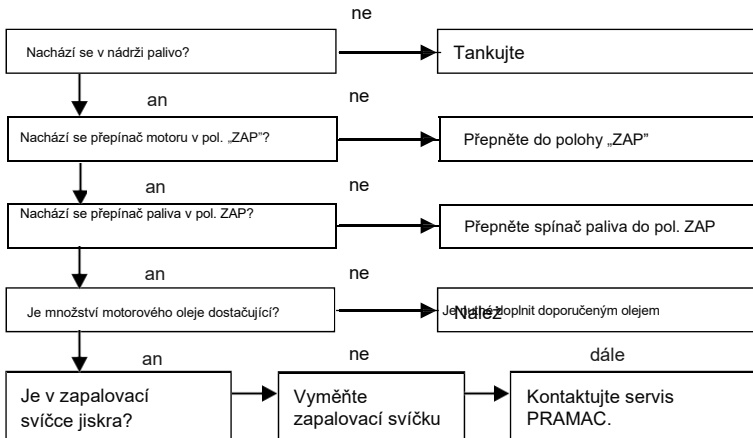 ne
Nachází se v nádrži palivo?
Tankujte
an
ne
Nachází se přepínač motoru v pol. „ZAP"?
Přepněte do polohy „ZAP"
an
ne
Nachází se přepínač paliva v pol. ZAP?
Přepněte spínač paliva do pol. ZAP
an
ne
Je množství motorového oleje dostačující?
Je doplnit doporučeným olejem
an
ne
dále
Je v zapalovací
svíčce jiskra?
Vyměňte
zapalovací svíčku
Kontaktujte servis
PRAMAC.